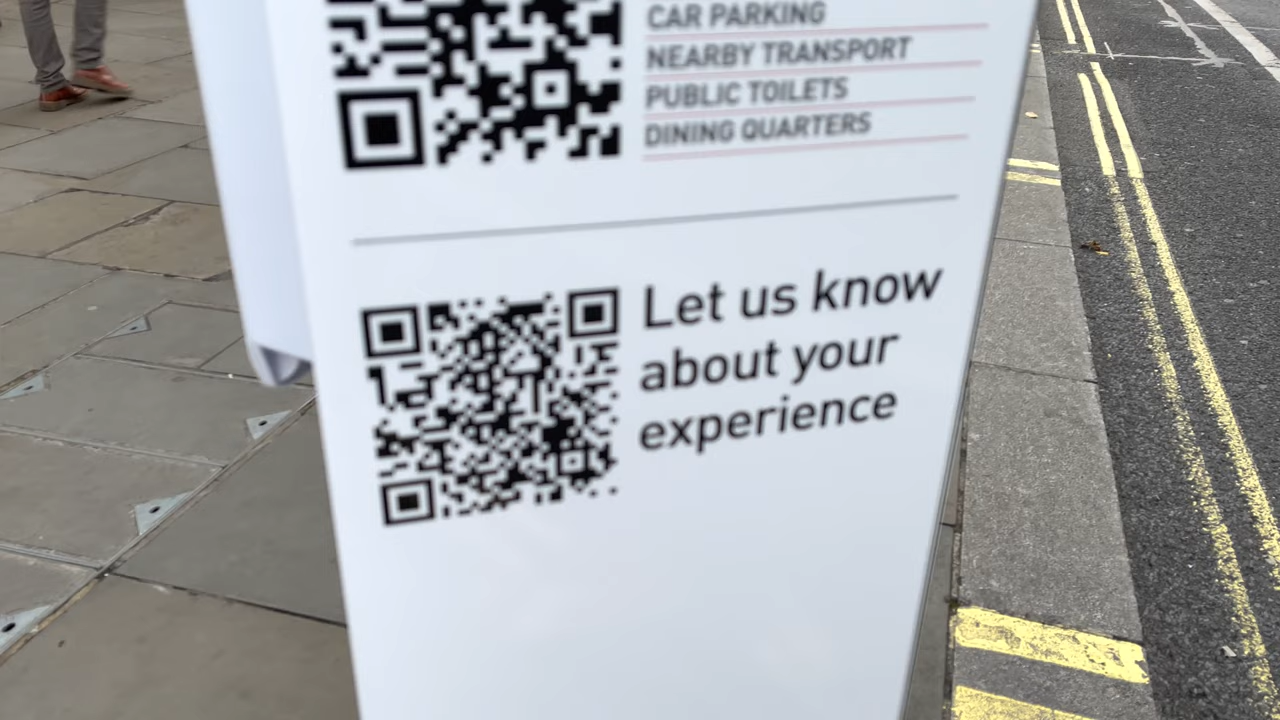 CAR PARKING
NEARBY TRANSPORT
PUBLIC TOILETS
DINING QUARTERS
Let us know
about your
experience